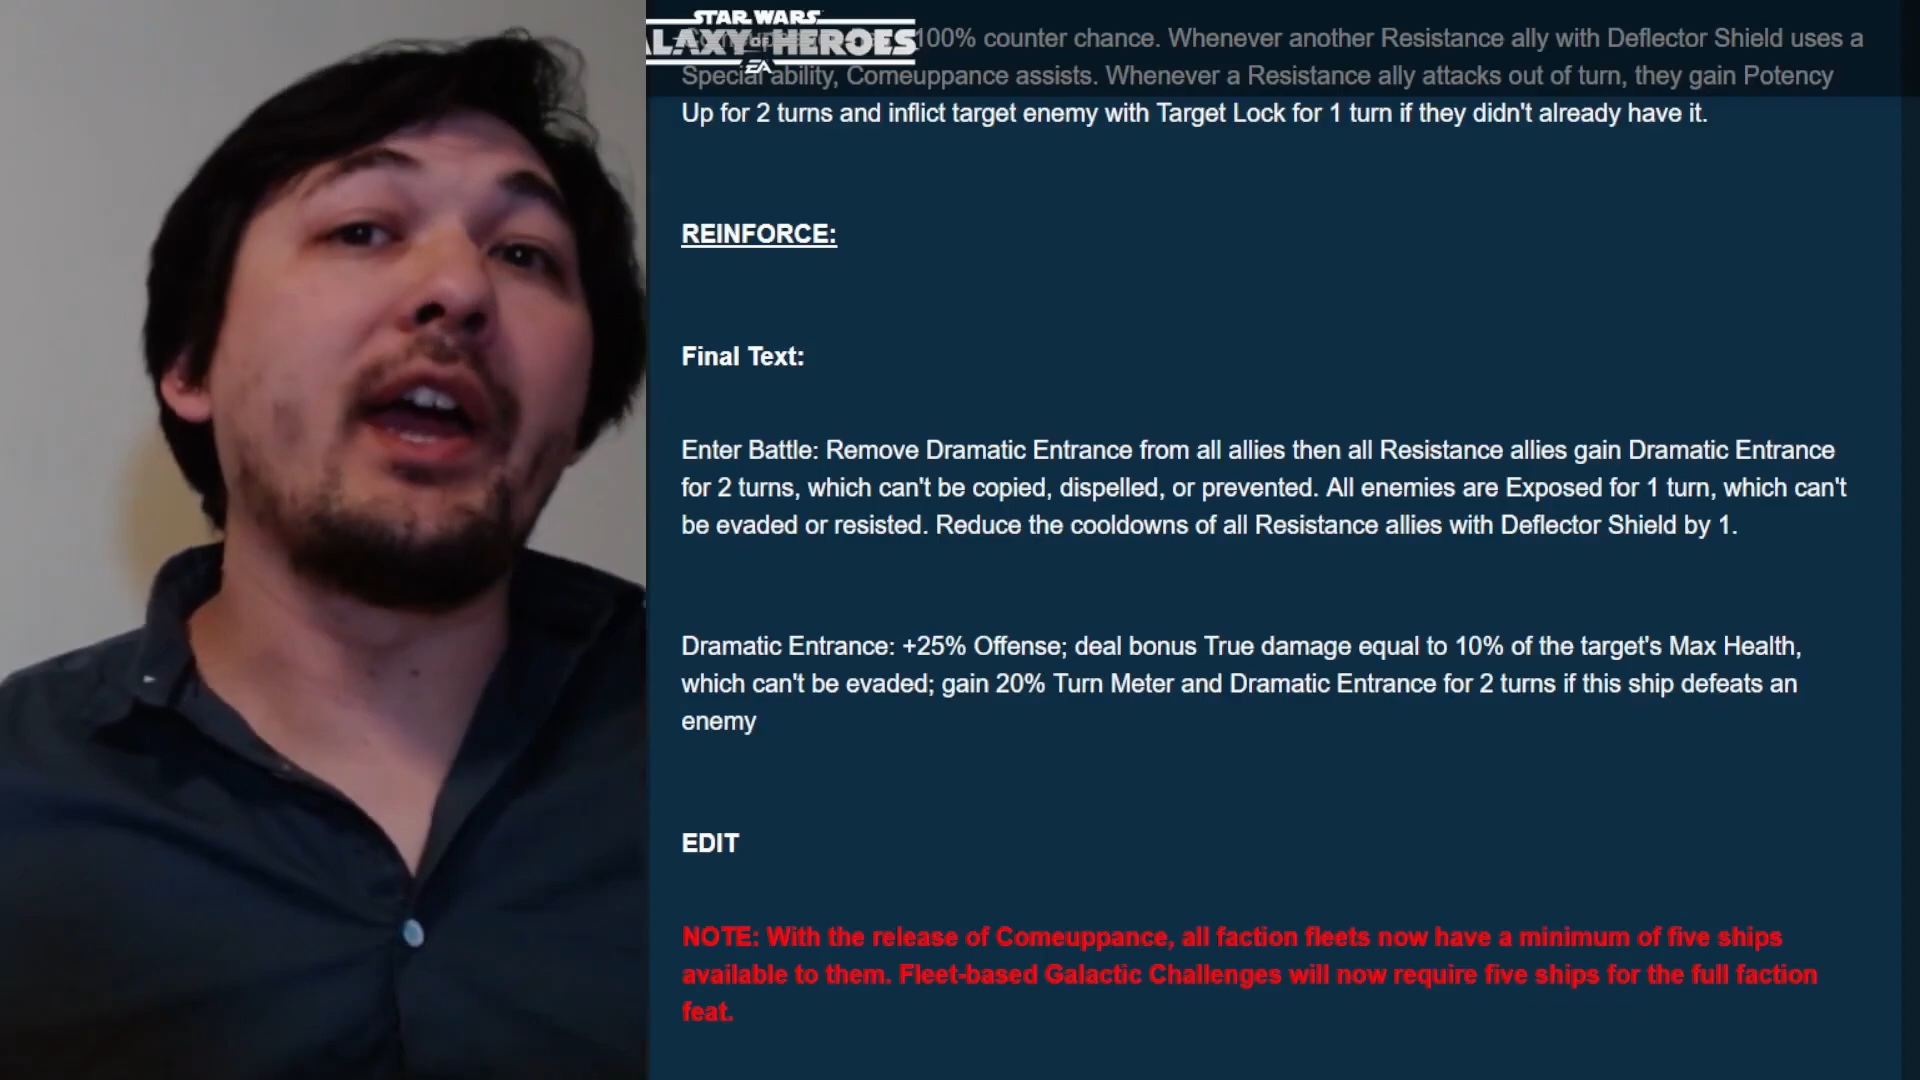 STAR WARS
GALAXY OF HEROES
EA
100% counter chance. Whenever another Resistance ally with Deflector Shield uses a
Special ability, Comeuppance assists. Whenever a Resistance ally attacks out of turn, they gain Potency
Up for 2 turns and inflict target enemy with Target Lock for 1 turn if they didn't already have it.
REINFORCE:
Final Text:
Enter Battle: Remove Dramatic Entrance from all allies then all Resistance allies gain Dramatic Entrance
for 2 turns, which can't be copied, dispelled, or prevented. All enemies are Exposed for 1 turn, which can't
be evaded or resisted. Reduce the cooldowns of all Resistance allies with Deflector Shield by 1.
Dramatic Entrance: +25% Offense; deal bonus True damage equal to 10% of the target's Max Health,
which can't be evaded; gain 20% Turn Meter and Dramatic Entrance for 2 turns if this ship defeats an
enemy
EDIT
NOTE: With the release of Comeuppance, all faction fleets now have a minimum of five ships
available to them. Fleet-based Galactic Challenges will now require five ships for the full faction
feat.